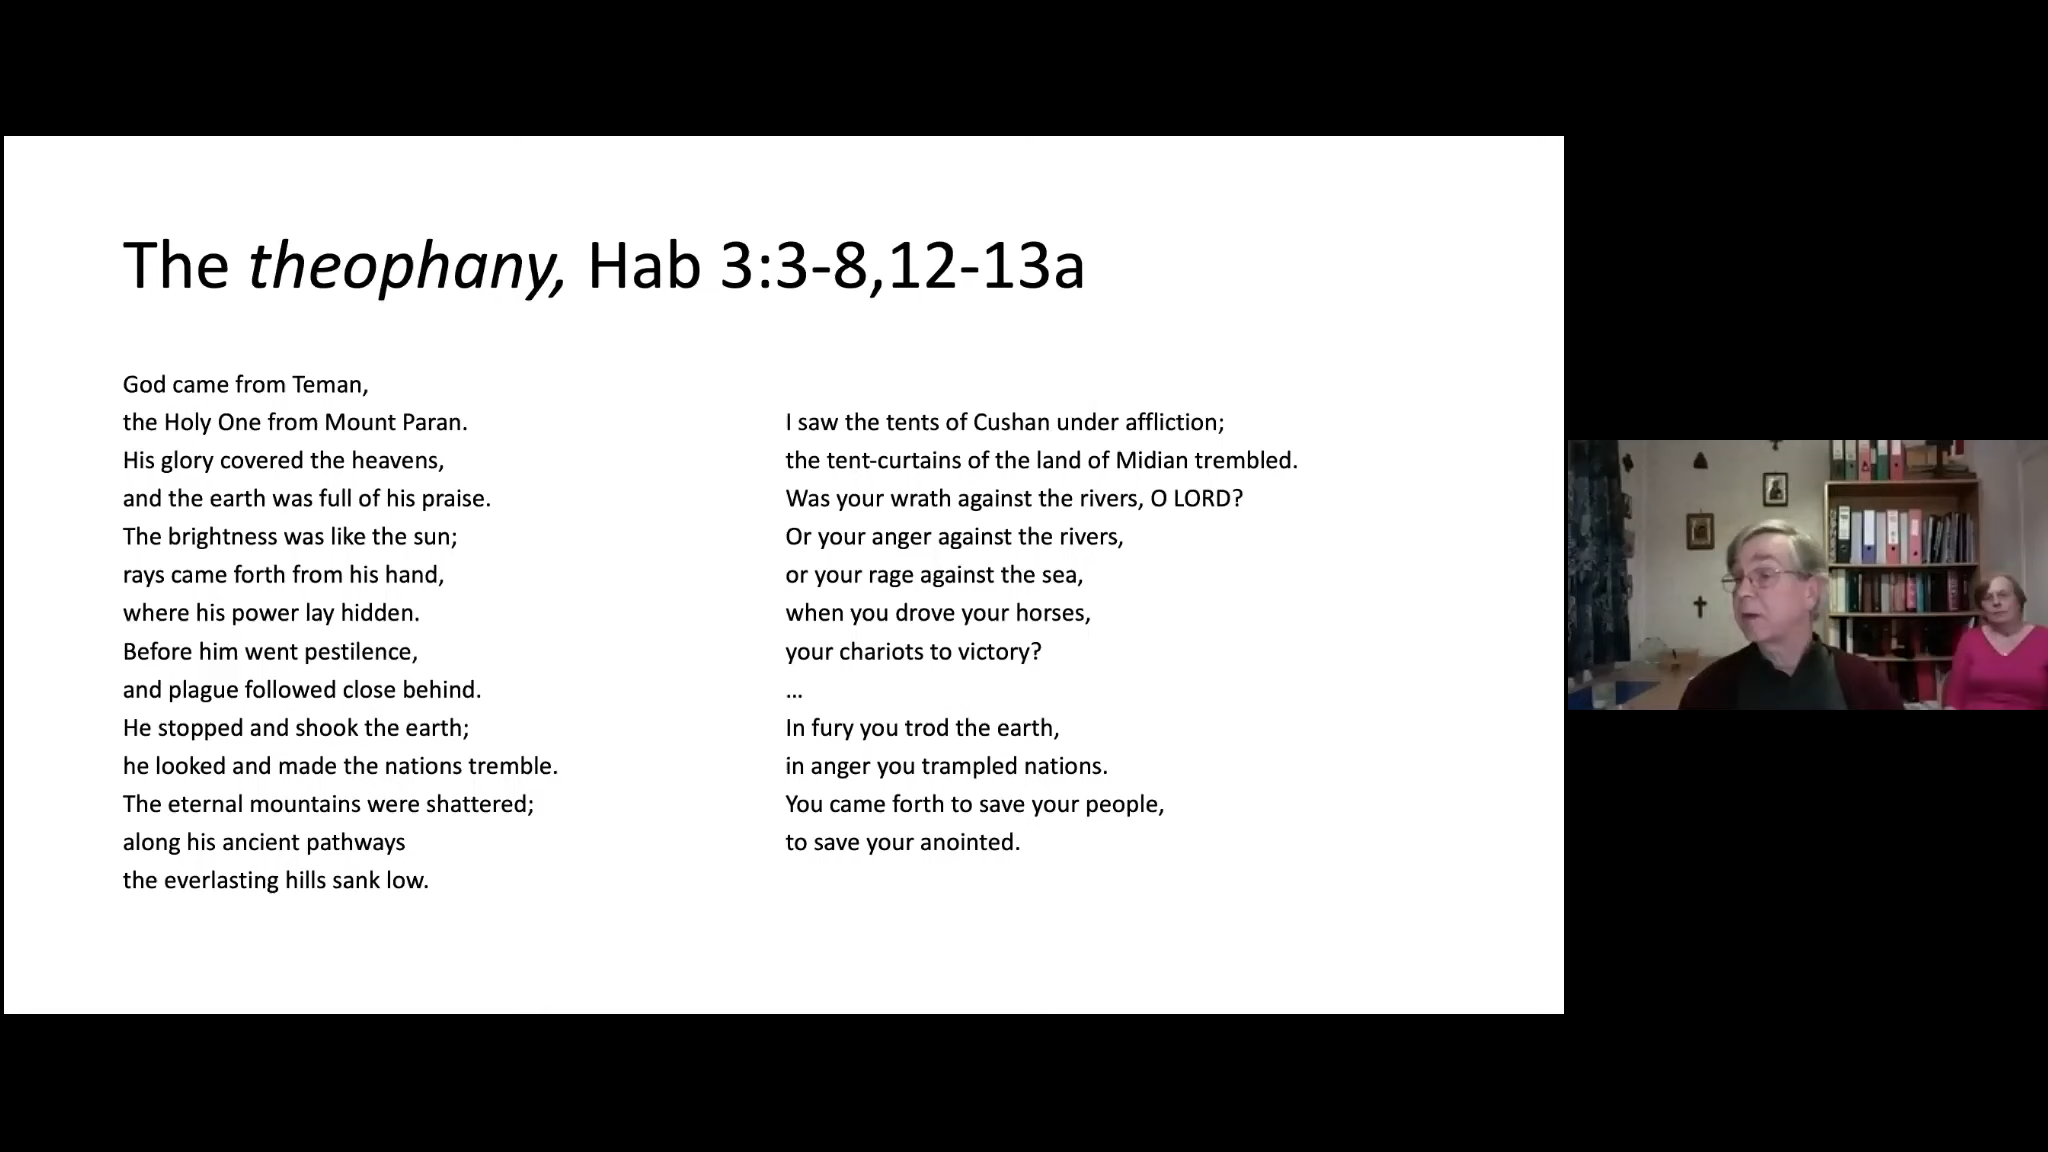 The theophany, Hab 3:3-8,12-13a
God came from Teman,
the Holy One from Mount Paran.
His glory covered the heavens,
and the earth was full of his praise.
The brightness was like the sun;
rays came forth from his hand,
where his power lay hidden.
Before him went pestilence,
and plague followed close behind.
He stopped and shook the earth;
he looked and made the nations tremble.
The eternal mountains were shattered;
along his ancient pathways
the everlasting hills sank low.
I saw the tents of Cushan under affliction;
the tent-curtains of the land of Midian trembled.
Was your wrath against the rivers, O LORD?
Or your anger against the rivers,
or your rage against the sea,
when you drove your horses,
your chariots to victory?
...
In fury you trod the earth,
in anger you trampled nations.
You came forth to save your people,
to save your anointed.